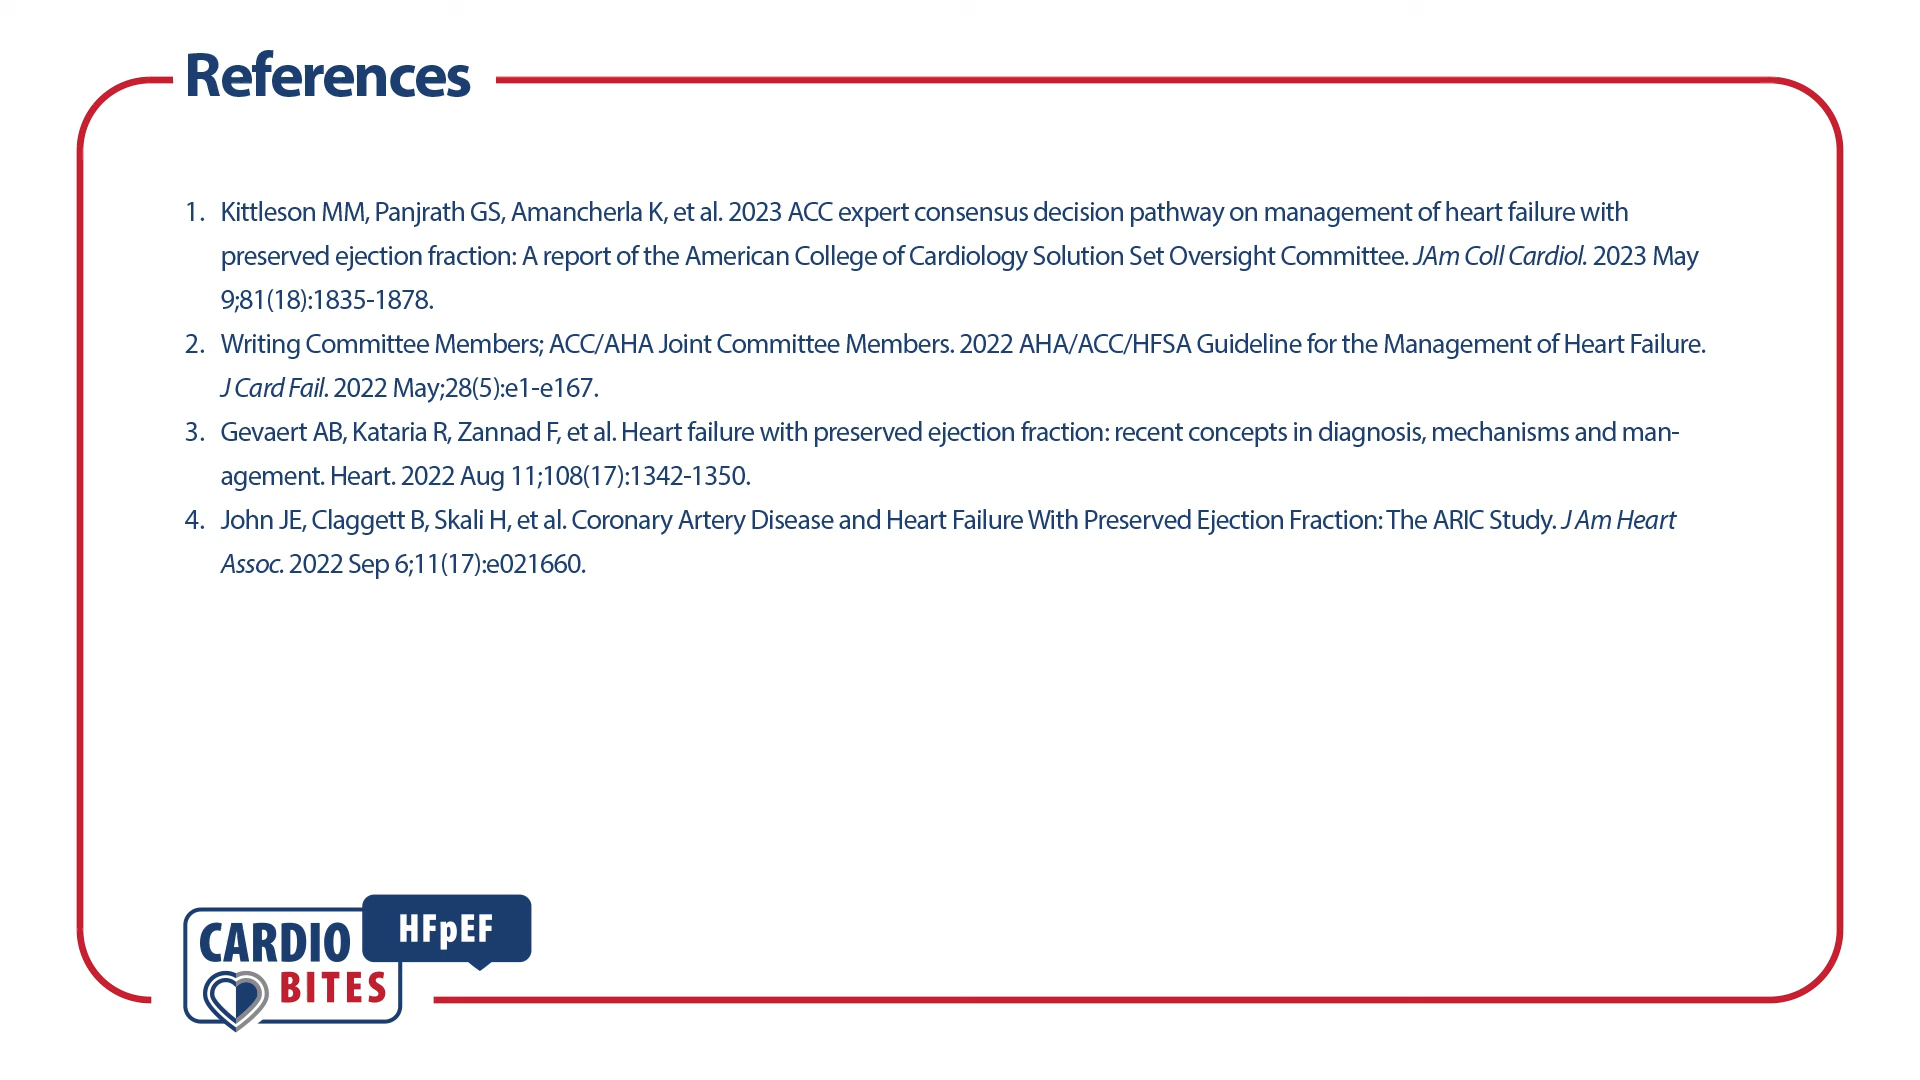 References
1. Kittleson MM, Panjrath GS, Amancherla K, et al. 2023 ACC expert consensus decision pathway on management of heart failure with
preserved ejection fraction: A report of the American College of Cardiology Solution Set Oversight Committee. JAm Coll Cardiol. 2023 May
9;81(18):1835-1878.
2. Writing Committee Members; ACC/AHA Joint Committee Members. 2022 AHA/ACC/HFSA Guideline for the Management of Heart Failure.
J Card Fail. 2022 May;28(5):e1-e167.
3. Gevaert AB, Kataria R, Zannad F, et al. Heart failure with preserved ejection fraction: recent concepts in diagnosis, mechanisms and man-
agement. Heart. 2022 Aug 11;108(17):1342-1350.
4. John JE, Claggett B, Skali H, et al. Coronary Artery Disease and Heart Failure With Preserved Ejection Fraction: The ARIC Study. J Am Heart
Assoc. 2022 Sep 6;11(17):e021660.
CARDIO
BITES
HFpEF